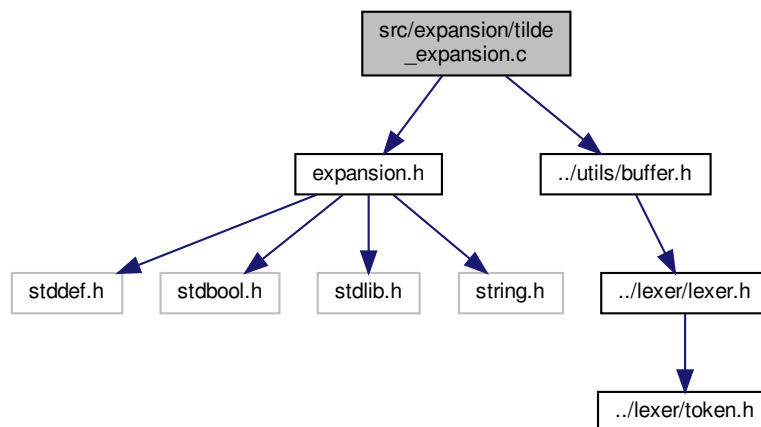 src/expansion/tilde
_expansion.c
expansion.h
../utils/buffer.h
stddef.h
stdbool.h
stdlib.h
string.h
../lexer/lexer.h
../lexer/token.h